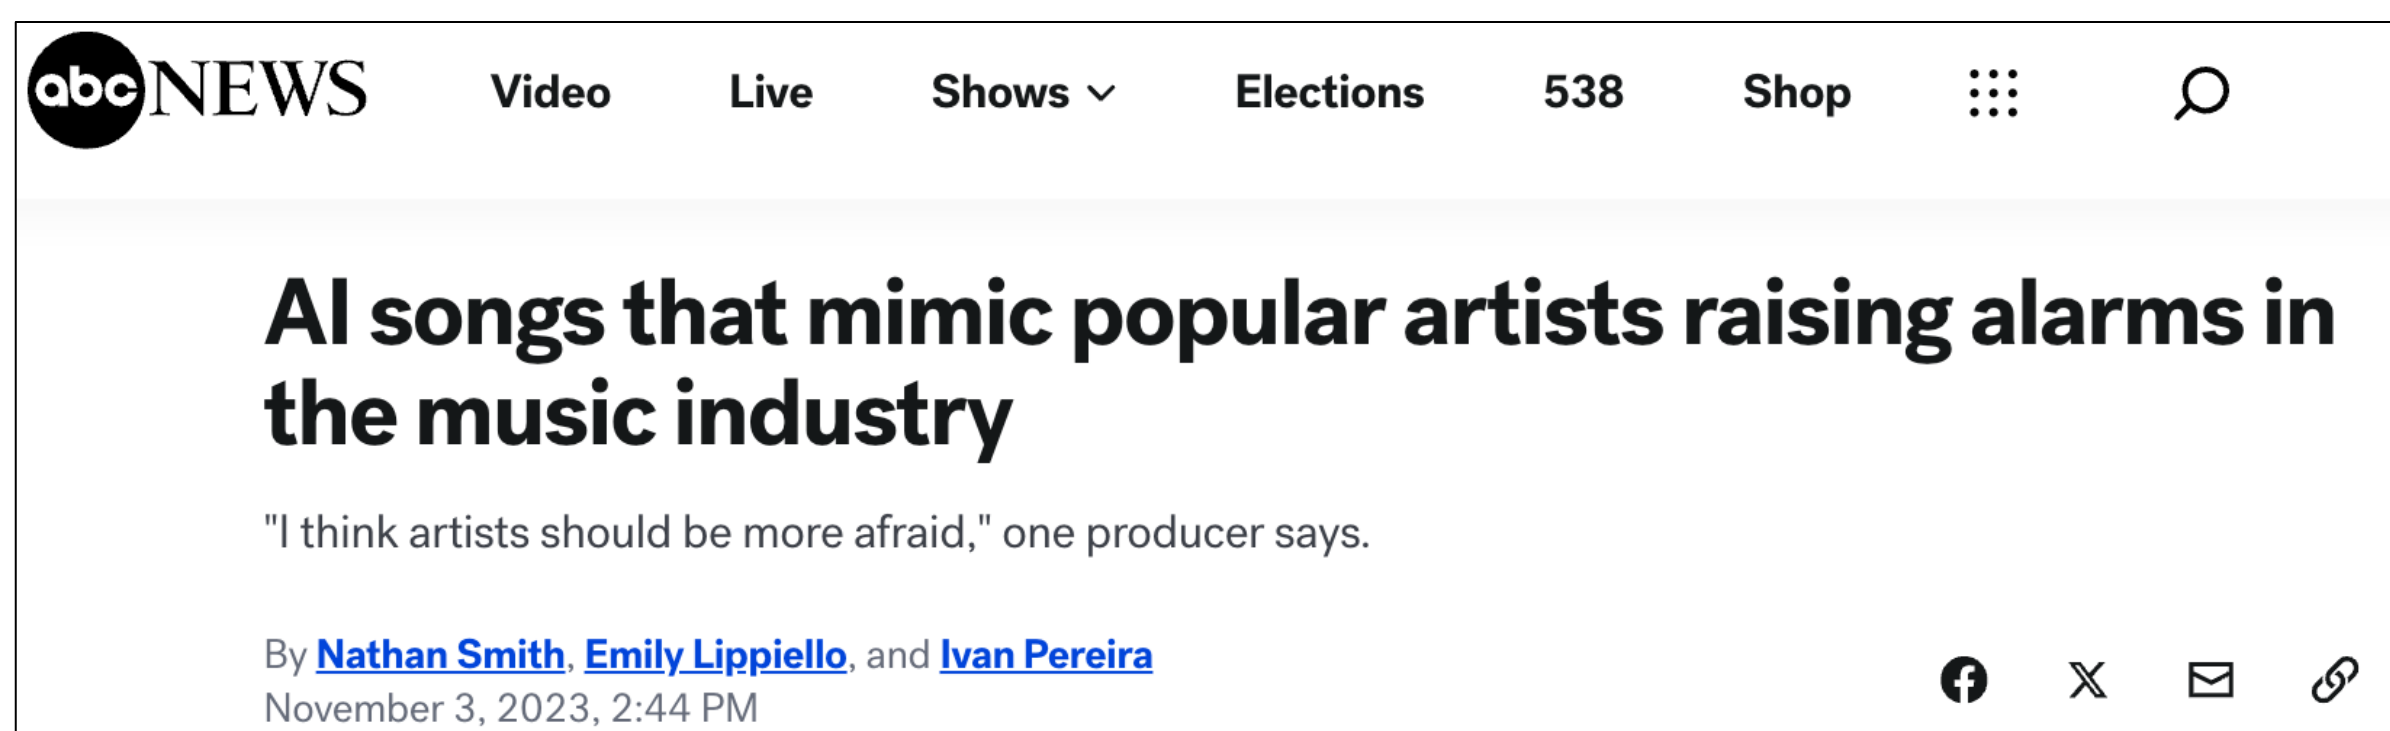 abc NEWS Video Live Shows Elections 538 Shop
AI songs that mimic popular artists raising alarms in
the music industry
"I think artists should be more afraid," one producer says.
By Nathan Smith, Emily Lippiello, and Ivan Pereira
November 3, 2023, 2:44 PM